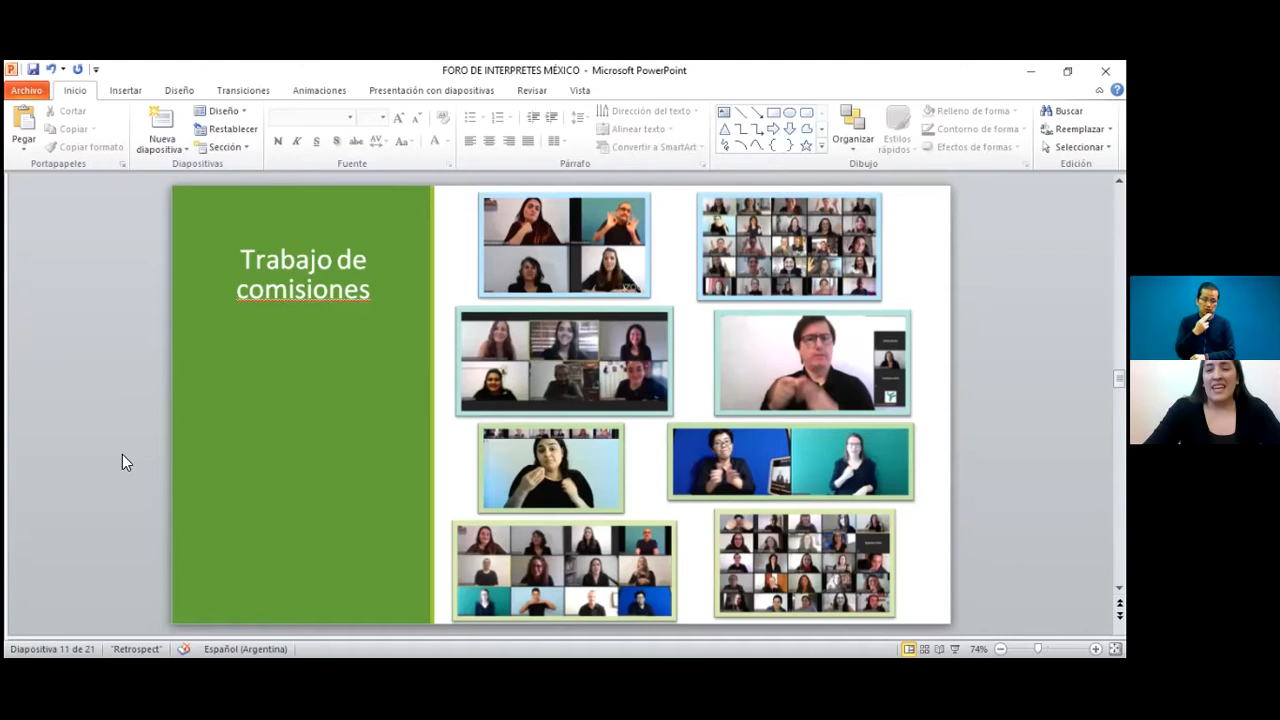 FORO DE INTERPRETES MÉXICO - Microsoft PowerPoint
Archivo Inicio Insertar Diseño Transiciones Animaciones Presentación con diapositivas Revisar Vista
Pegar
Cortar
Copiar
Copiar formato
Portapapeles
Nueva
diapositiva
Diseño
Restablecer
Sección
Diapositivas
N K S S abc AV Aa A
Fuente
Dirección del texto
Alinear texto
Convertir a SmartArt
Párrafo
Organizar
Estilos
rápidos
Relleno de forma
Contorno de forma
Efectos de formas
Dibujo
Buscar
Reemplazar
Seleccionar
Edición
Trabajo de
comisiones
Diapositiva 11 de 21 "Retrospect" Español (Argentina) 74%